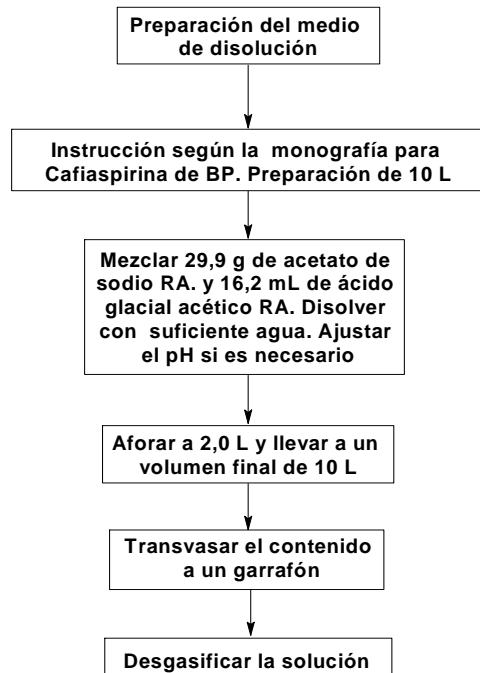 Preparación del medio
de disolución
Instrucción según la monografía para
Cafiaspirina de BP. Preparación de 10 L
Mezclar 29,9 g de acetato de
sodio RA. y 16,2 mL de ácido
glacial acético RA. Disolver
con suficiente agua. Ajustar
el pH si es necesario
Aforar a 2,0 L y llevar a un
volumen final de 10 L
Transvasar el contenido
a un garrafón
Desgasificar la solución